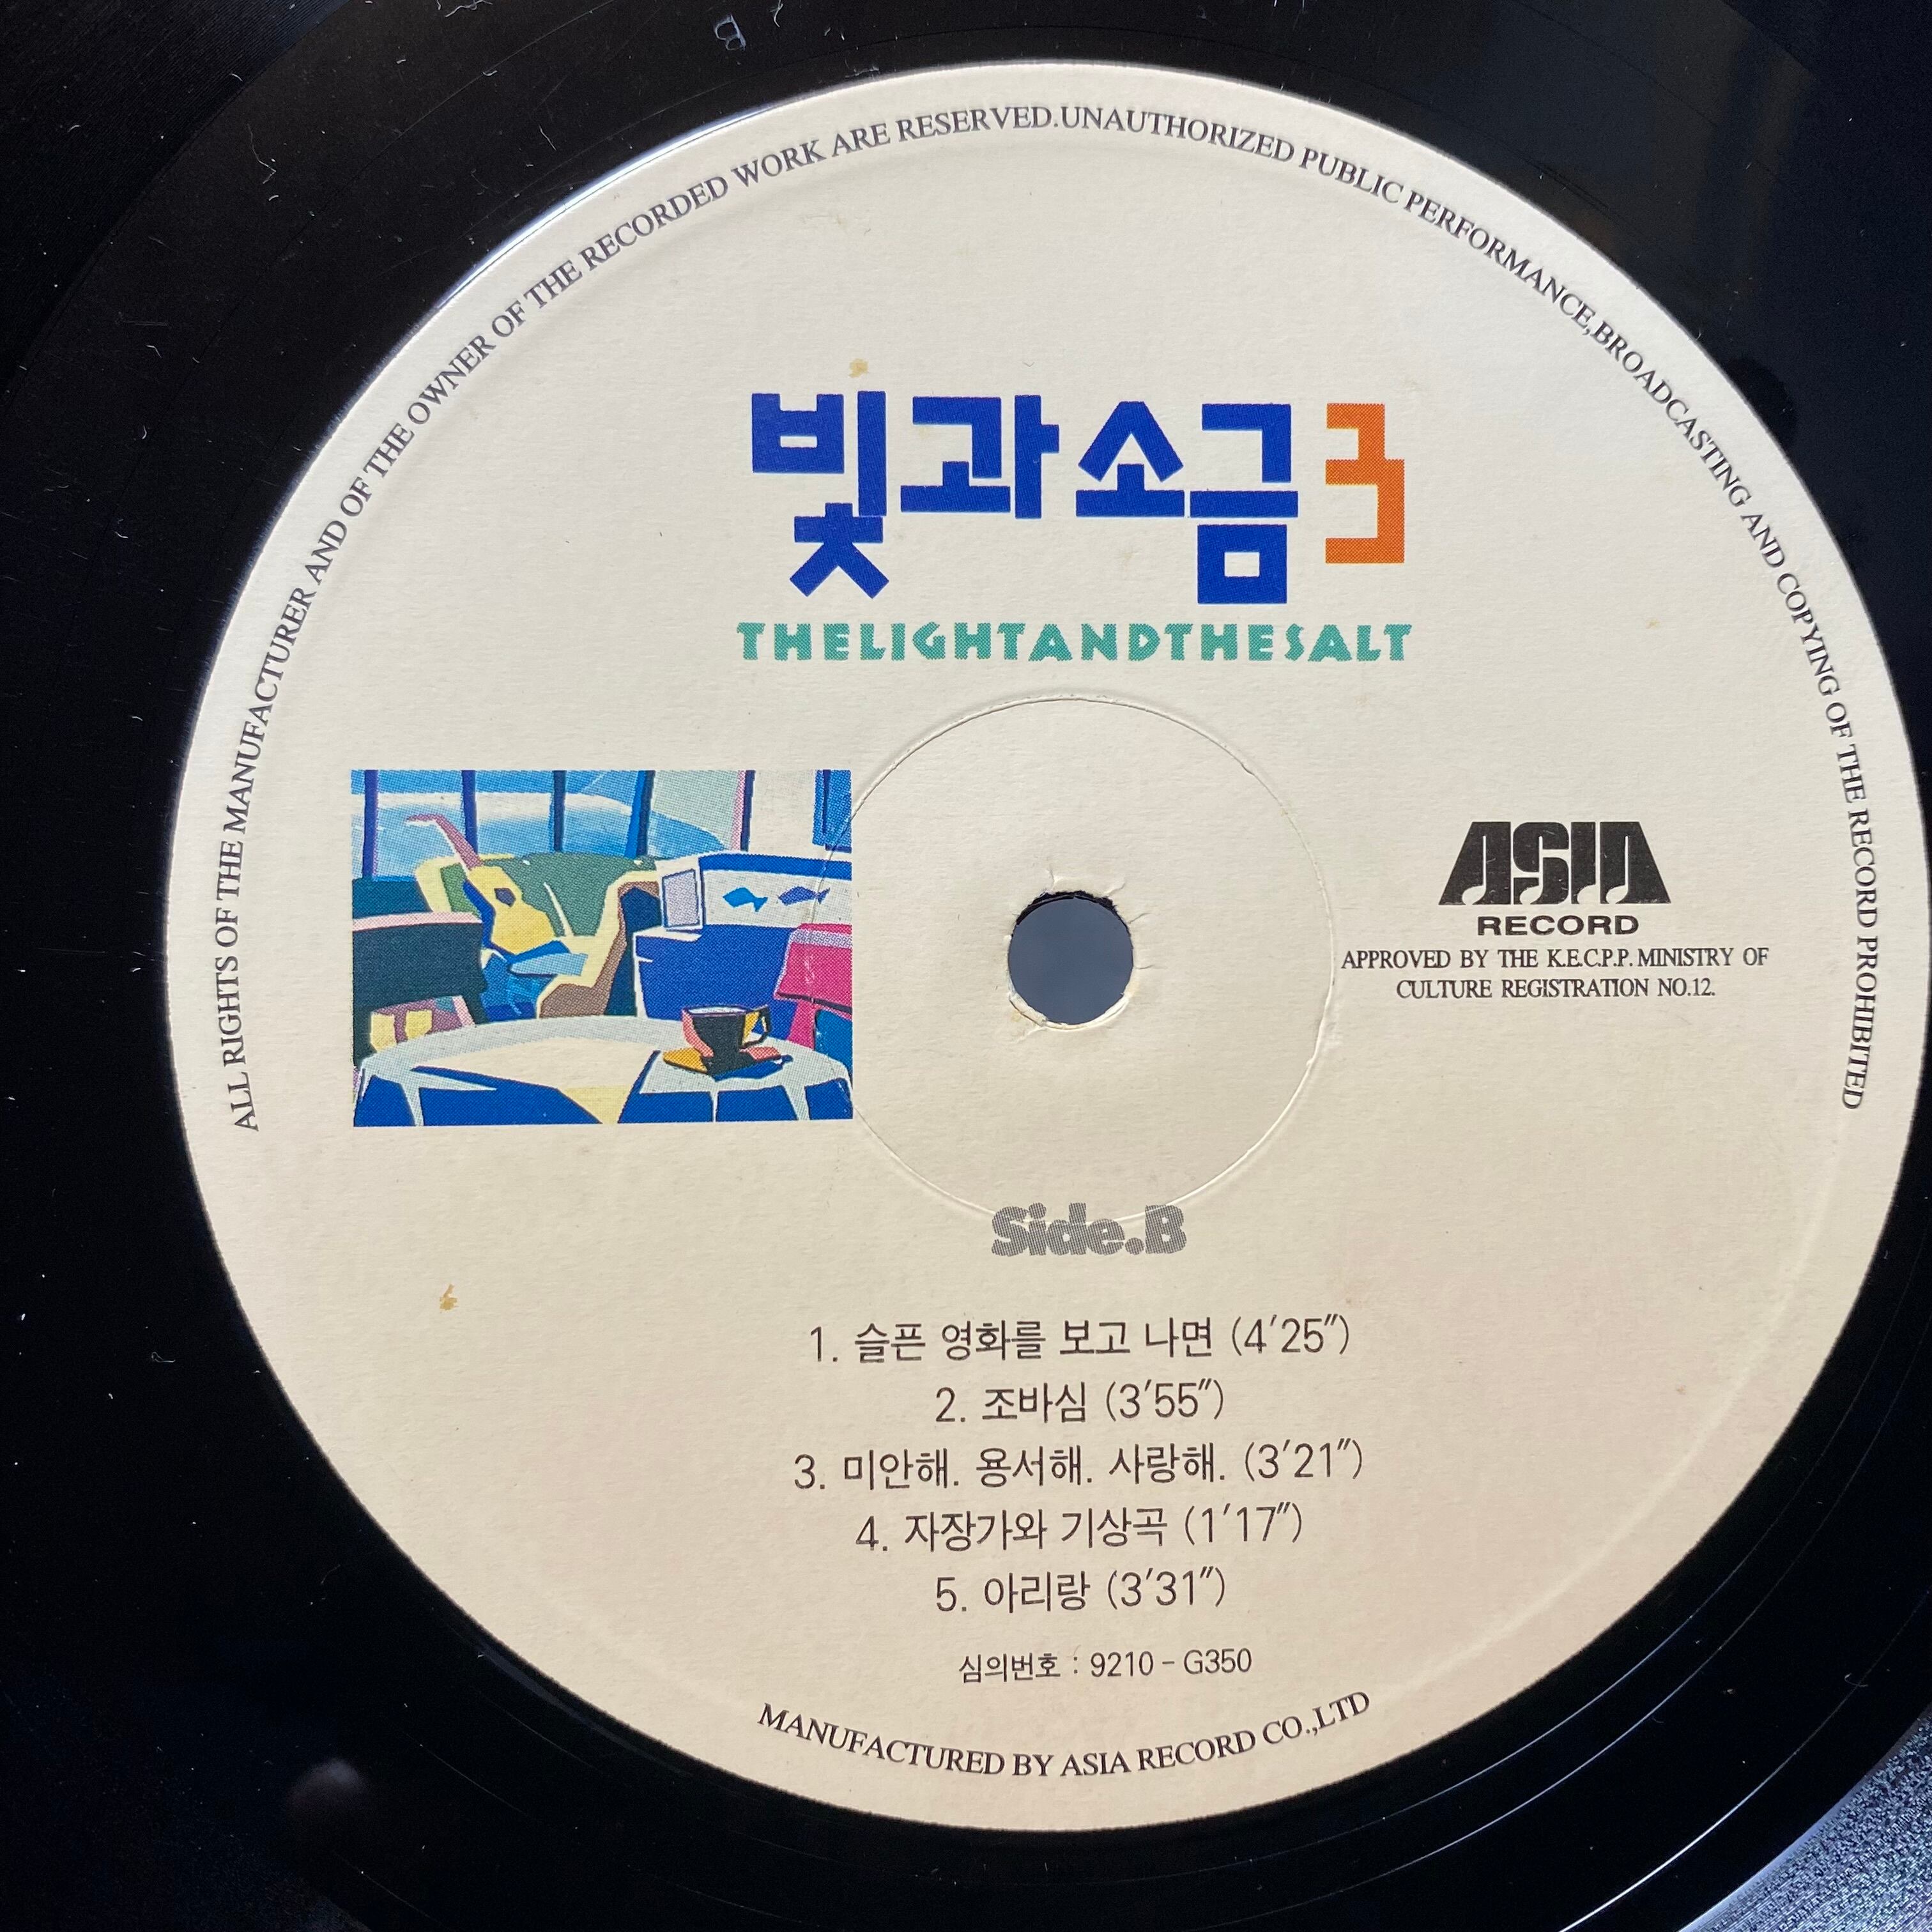 ALL RIGHTS OF THE MANUFACTURER AND OF THE OWNER OF THE RECORDED WORK ARE RESERVED.UNAUTHORIZED PUBLIC PERFORMANCE,BROADCASTING AND COPYING OF THE RECORD PROHIBITED
빛과 소금 3
THELIGHTANDTHESALT
ASIA
RECORD
APPROVED BY THE K.E.C.P.P. MINISTRY OF
CULTURE REGISTRATION NO.12.
Side.B
1. 슬픈 영화를 보고 나면 (4′25″)
2. 조바심 (3′55″)
3. 미안해. 용서해. 사랑해. (3′21″)
4. 자장가와 기상곡 (1′17″)
5. 아리랑 (3′31″)
심의번호 : 9210 - G350
MANUFACTURED BY ASIA RECORD CO.,LTD